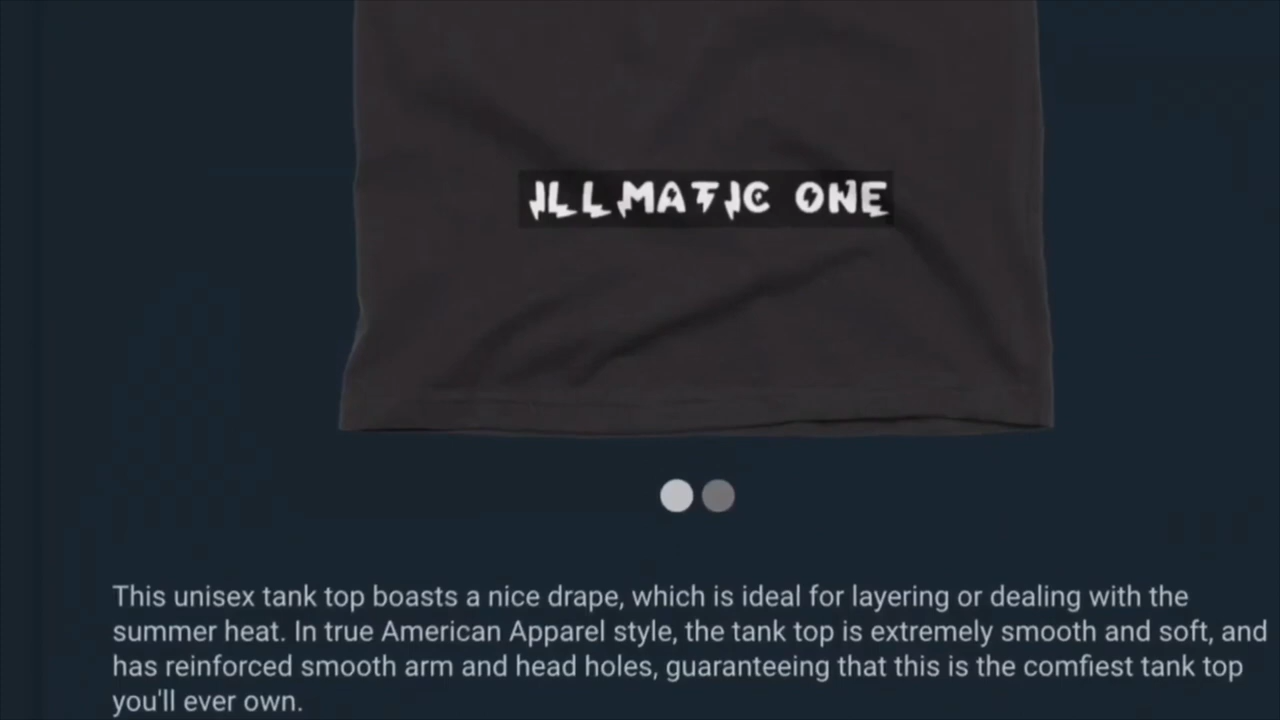 ILLMATIC ONE
This unisex tank top boasts a nice drape, which is ideal for layering or dealing with the
summer heat. In true American Apparel style, the tank top is extremely smooth and soft, and
has reinforced smooth arm and head holes, guaranteeing that this is the comfiest tank top
you'll ever own.